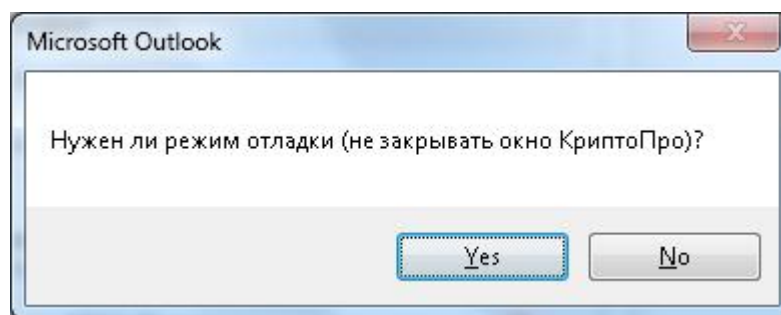 Microsoft Outlook
Нужен ли режим отладки (не закрывать окно КриптоПро)?
Yes No